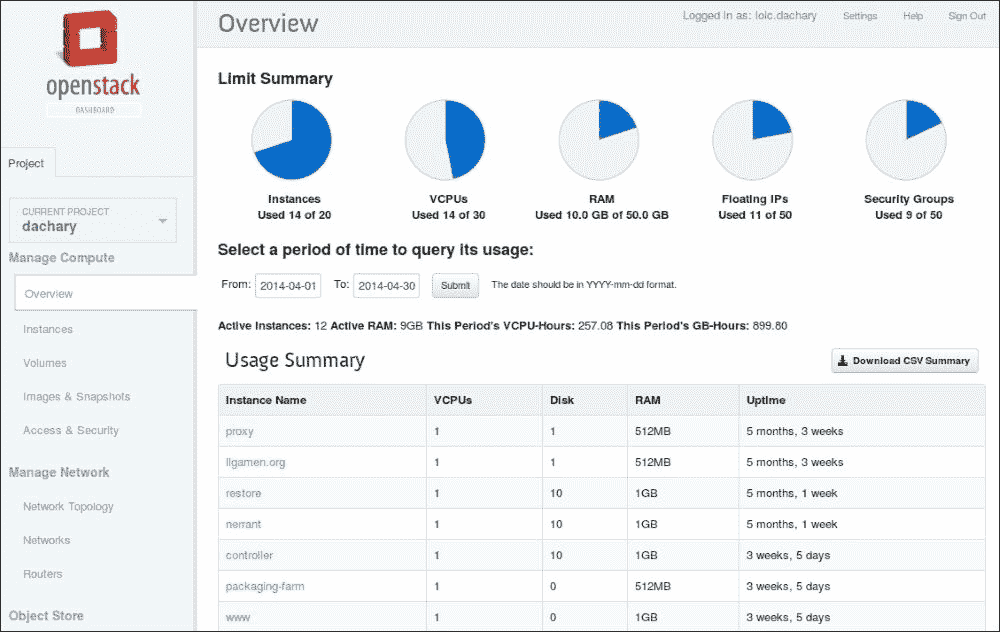 openstack
DASHBOARD
Project
CURRENT PROJECT
dachary
Manage Compute
Overview
Instances
Volumes
Images & Snapshots
Access & Security
Manage Network
Network Topology
Networks
Routers
Object Store
Overview
Logged in as: loic.dachary Settings Help Sign Out
Limit Summary
Instances
Used 14 of 20
VCPUs
Used 14 of 30
RAM
Used 10.0 GB of 50.0 GB
Floating IPs
Used 11 of 50
Security Groups
Used 9 of 50
Select a period of time to query its usage:
From: 2014-04-01 To: 2014-04-30 Submit The date should be in YYYY-mm-dd format.
Active Instances: 12 Active RAM: 9GB This Period's VCPU-Hours: 257.08 This Period's GB-Hours: 899.80
Usage Summary
Download CSV Summary
Instance Name VCPUs Disk RAM Uptime
proxy 1 1 512MB 5 months, 3 weeks
llgamen.org 1 1 512MB 5 months, 3 weeks
restore 1 10 1GB 5 months, 1 week
nerrant 1 10 1GB 5 months, 1 week
controller 1 10 1GB 3 weeks, 5 days
packaging-farm 1 0 512MB 3 weeks, 5 days
www 1 0 1GB 3 weeks, 5 days